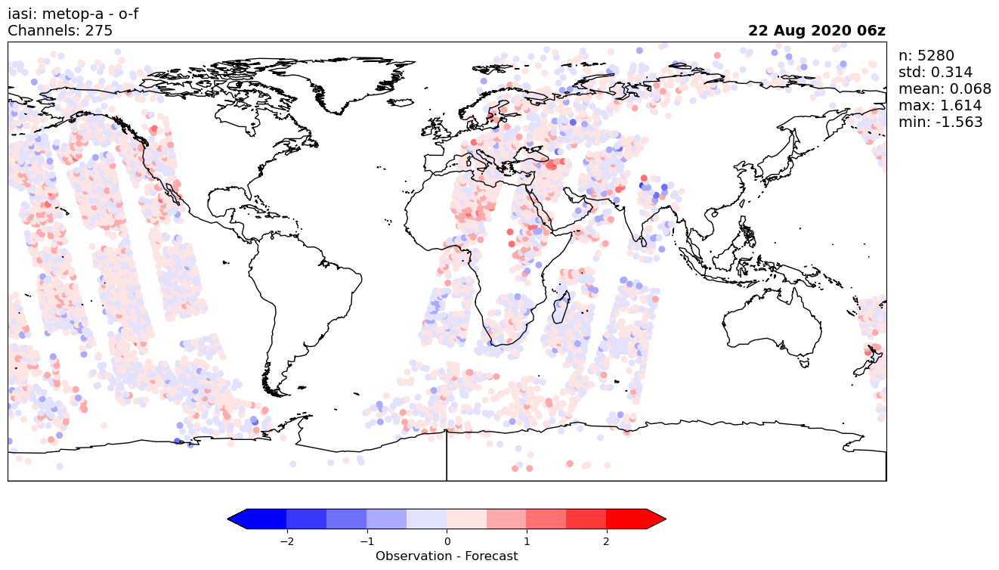 iasi: metop-a - o-f
Channels: 275
22 Aug 2020 06z
n: 5280
std: 0.314
mean: 0.068
max: 1.614
min: -1.563
−2 −1 0 1 2
Observation - Forecast